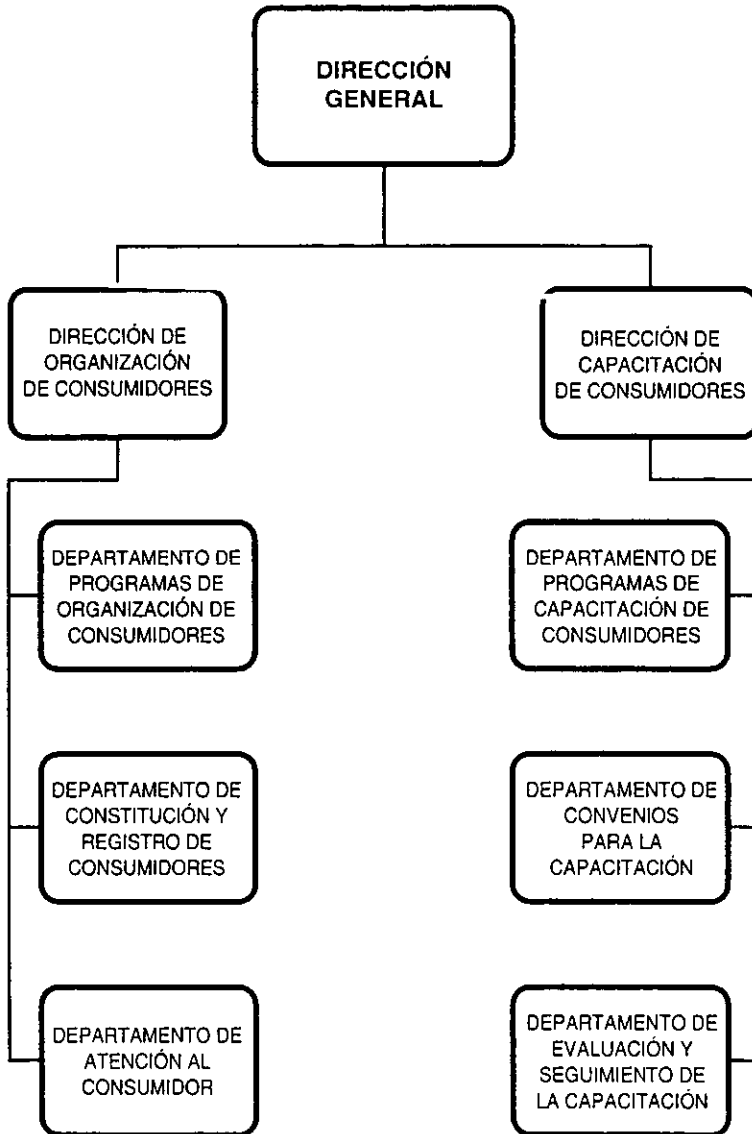 DIRECCIÓN
GENERAL
DIRECCIÓN DE
ORGANIZACIÓN
DE CONSUMIDORES
DIRECCIÓN DE
CAPACITACIÓN
DE CONSUMIDORES
DEPARTAMENTO DE
PROGRAMAS DE
ORGANIZACIÓN DE
CONSUMIDORES
DEPARTAMENTO DE
PROGRAMAS DE
CAPACITACIÓN DE
CONSUMIDORES
DEPARTAMENTO DE
CONSTITUCIÓN Y
REGISTRO DE
CONSUMIDORES
DEPARTAMENTO DE
CONVENIOS
PARA LA
CAPACITACIÓN
DEPARTAMENTO DE
ATENCIÓN AL
CONSUMIDOR
DEPARTAMENTO DE
EVALUACIÓN Y
SEGUIMIENTO DE
LA CAPACITACIÓN